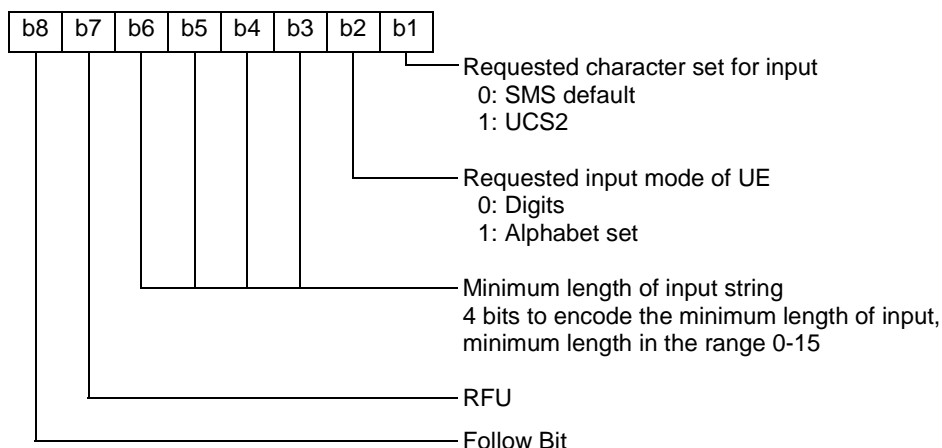 b8 b7 b6 b5 b4 b3 b2 b1
Requested character set for input
0: SMS default
1: UCS2
Requested input mode of UE
0: Digits
1: Alphabet set
Minimum length of input string
4 bits to encode the minimum length of input,
minimum length in the range 0-15
RFU
Follow Bit